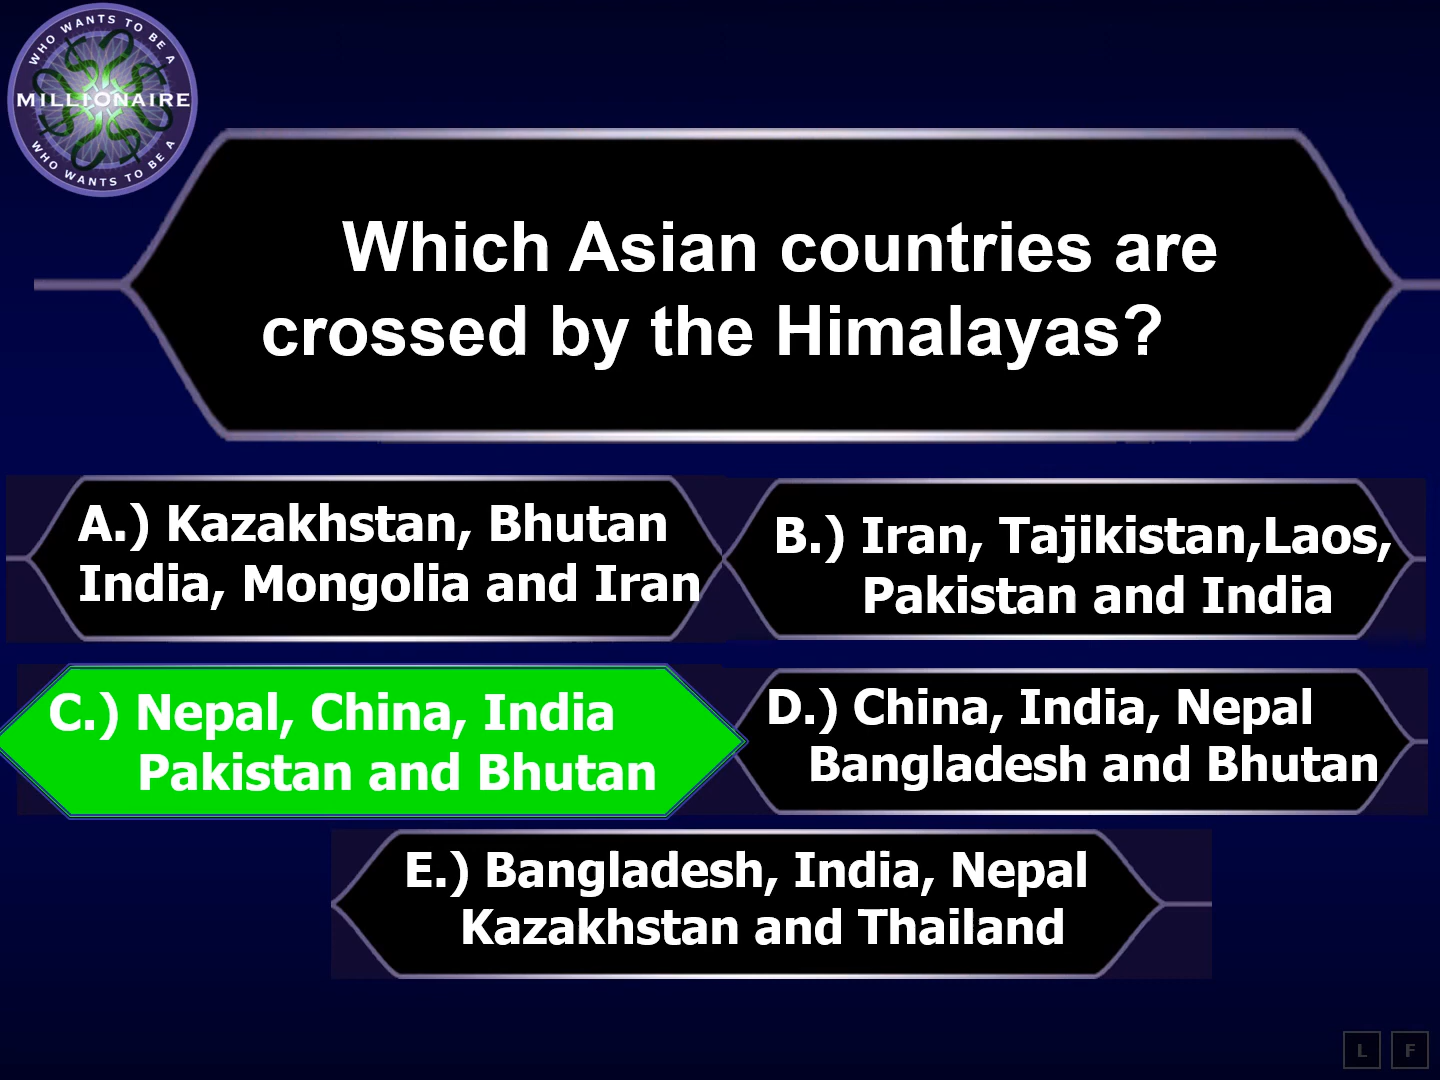 WHO WANTS TO BE A
MILLIONAIRE
WHO WANTS TO BE A
Which Asian countries are
crossed by the Himalayas?
A.) Kazakhstan, Bhutan
India, Mongolia and Iran
B.) Iran, Tajikistan,Laos,
Pakistan and India
C.) Nepal, China, India
Pakistan and Bhutan
D.) China, India, Nepal
Bangladesh and Bhutan
E.) Bangladesh, India, Nepal
Kazakhstan and Thailand
L F